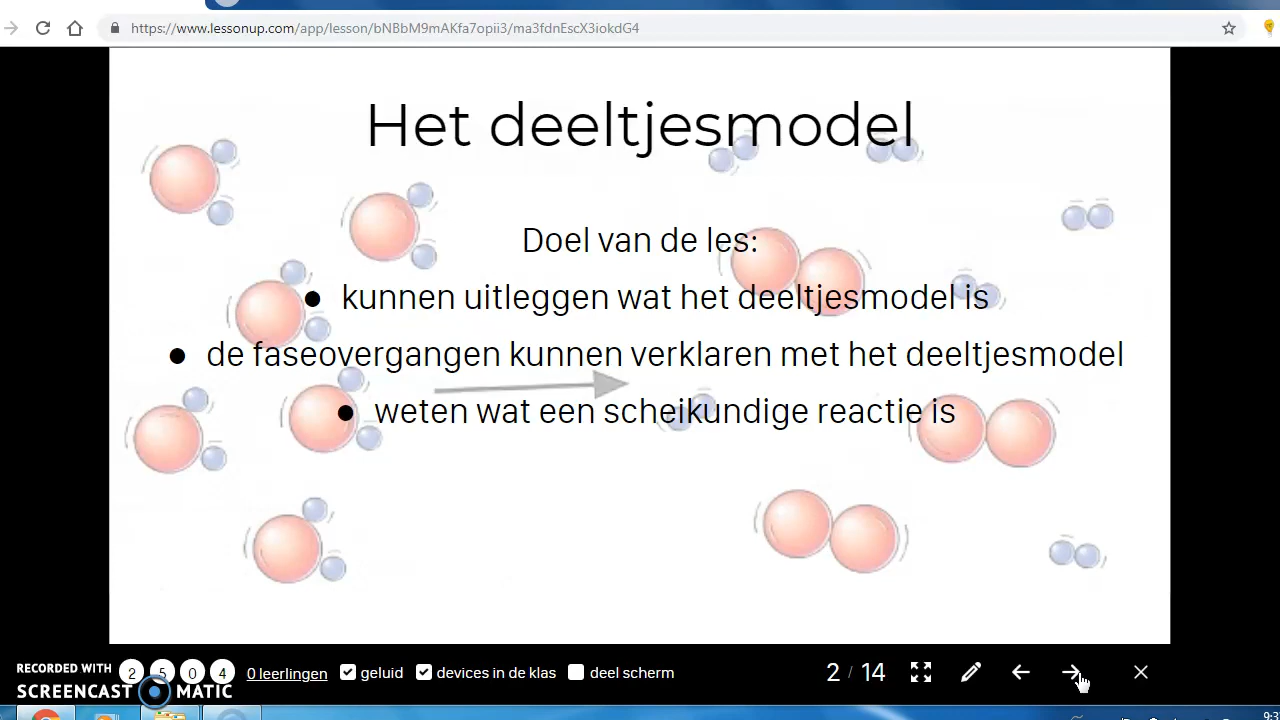 https://www.lessonup.com/app/lesson/bNBbM9mAKfa7opii3/ma3fdnEscX3iokdG4
Het deeltjesmodel
Doel van de les:
● kunnen uitleggen wat het deeltjesmodel is
● de faseovergangen kunnen verklaren met het deeltjesmodel
● weten wat een scheikundige reactie is
RECORDED WITH 2 5 0 4 0 leerlingen geluid devices in de klas deel scherm 2 / 14
SCREENCAST MATIC